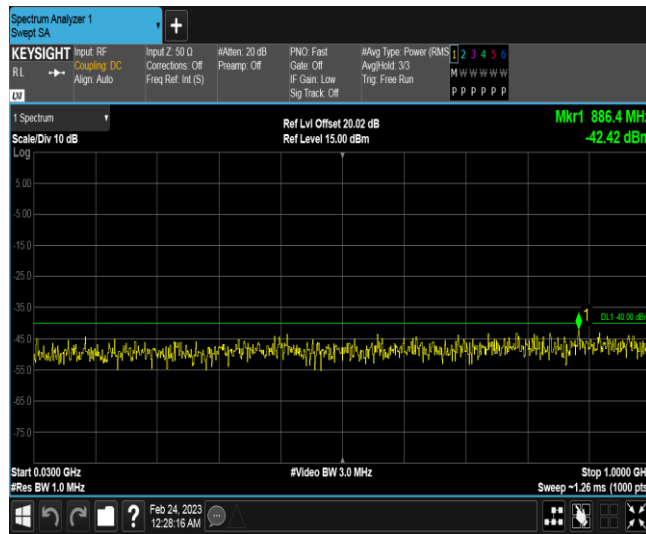 Spectrum Analyzer 1
Swept SA
KEYSIGHT
RL
LXI
Input: RF
Coupling: DC
Align: Auto
Input Z: 50 Ω
Corrections: Off
Freq Ref: Int (S)
#Atten: 20 dB
Preamp: Off
PNO: Fast
Gate: Off
IF Gain: Low
Sig Track: Off
#Avg Type: Power (RMS
Avg|Hold: 3/3
Trig: Free Run
1 2 3 4 5 6
M W W W W W
P P P P P P
1 Spectrum
Scale/Div 10 dB
Log
Ref Lvl Offset 20.02 dB
Ref Level 15.00 dBm
Mkr1 886.4 MHz
-42.42 dBm
5.00
-5.00
-15.0
-25.0
-35.0
-45.0
-55.0
-65.0
-75.0
1
DL1 -40.00 dBm
Start 0.0300 GHz
#Res BW 1.0 MHz
#Video BW 3.0 MHz
Stop 1.0000 GH
Sweep ~1.26 ms (1000 pts
?
Feb 24, 2023
12:28:16 AM